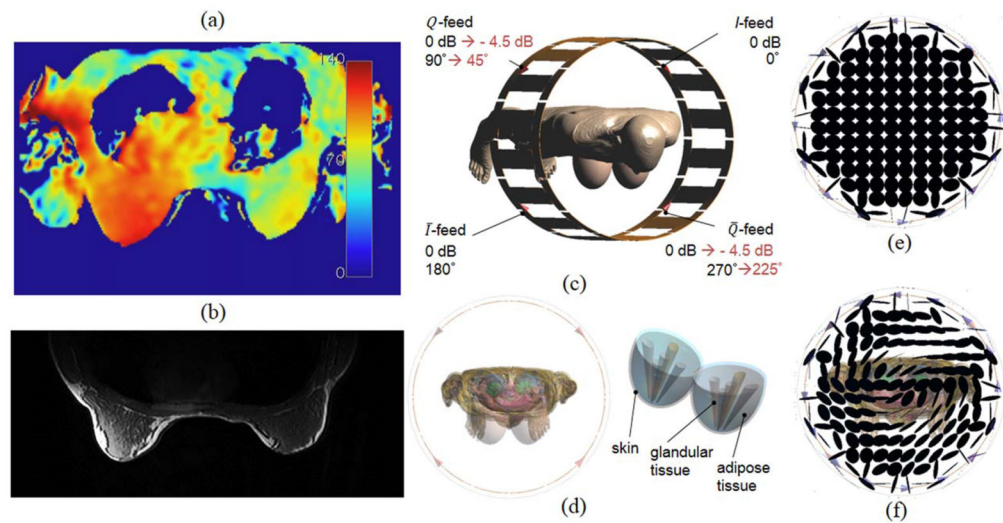 (a)
140
70
0
(b)
Q-feed
0 dB → - 4.5 dB
90° → 45°
I-feed
0 dB
0°
Ī-feed
0 dB
180°
Q̄-feed
0 dB → - 4.5 dB
270°→225°
(c)
skin
glandular
tissue
adipose
tissue
(d)
(e)
(f)